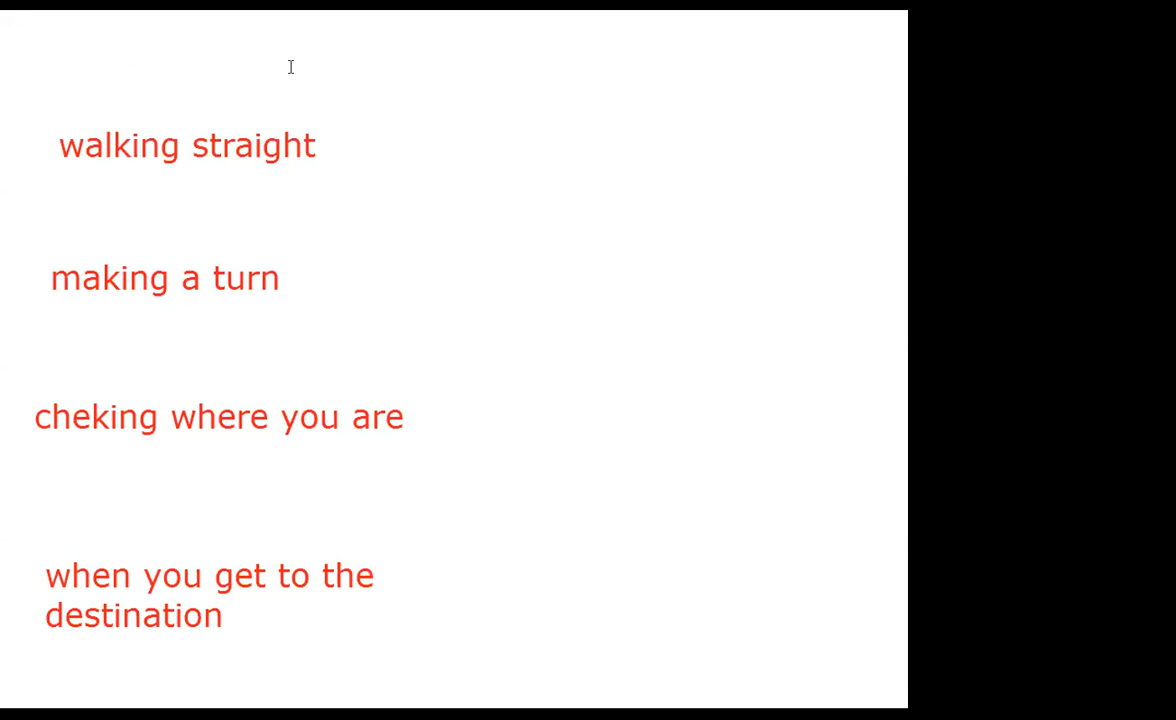 walking straight
making a turn
cheking where you are
when you get to the
destination